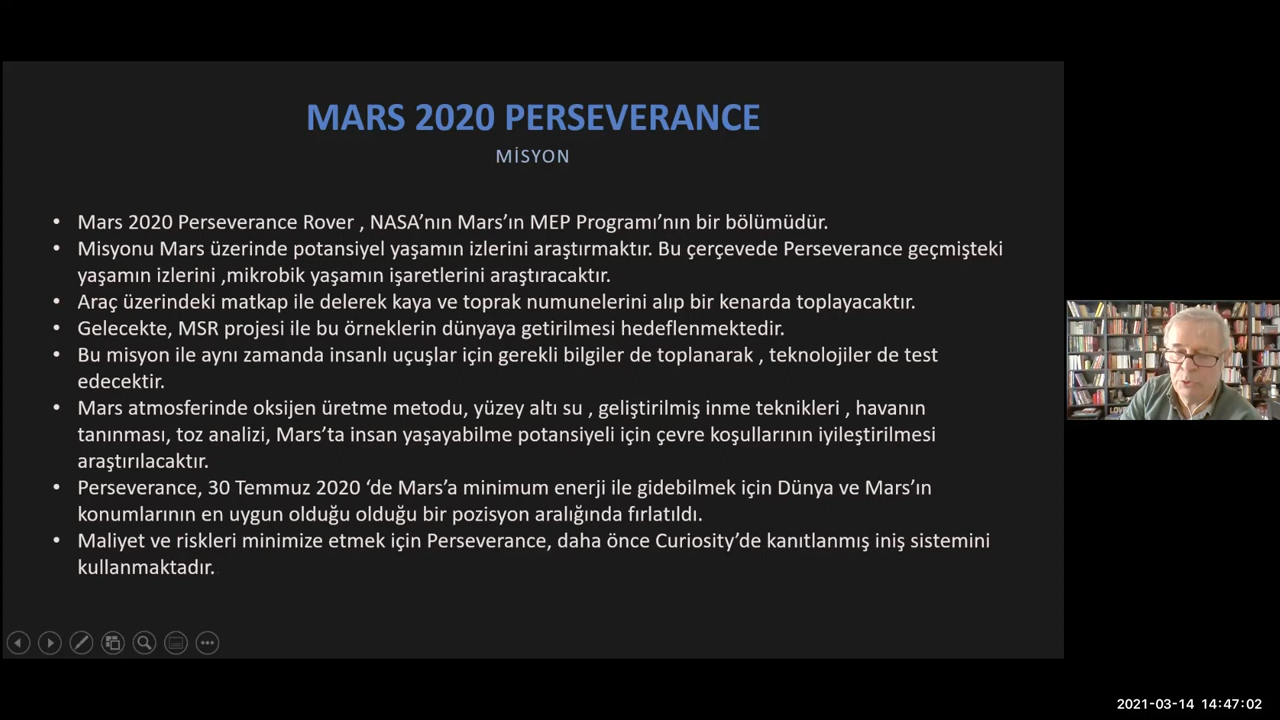 MARS 2020 PERSEVERANCE
MİSYON
• Mars 2020 Perseverance Rover , NASA’nın Mars’ın MEP Programı’nın bir bölümüdür.
• Misyonu Mars üzerinde potansiyel yaşamın izlerini araştırmaktır. Bu çerçevede Perseverance geçmişteki
yaşamın izlerini ,mikrobik yaşamın işaretlerini araştıracaktır.
• Araç üzerindeki matkap ile delerek kaya ve toprak numunelerini alıp bir kenarda toplayacaktır.
• Gelecekte, MSR projesi ile bu örneklerin dünyaya getirilmesi hedeflenmektedir.
• Bu misyon ile aynı zamanda insanlı uçuşlar için gerekli bilgiler de toplanarak , teknolojiler de test
edecektir.
• Mars atmosferinde oksijen üretme metodu, yüzey altı su , geliştirilmiş inme teknikleri , havanın
tanınması, toz analizi, Mars’ta insan yaşayabilme potansiyeli için çevre koşullarının iyileştirilmesi
araştırılacaktır.
• Perseverance, 30 Temmuz 2020 ‘de Mars’a minimum enerji ile gidebilmek için Dünya ve Mars’ın
konumlarının en uygun olduğu olduğu bir pozisyon aralığında fırlatıldı.
• Maliyet ve riskleri minimize etmek için Perseverance, daha önce Curiosity’de kanıtlanmış iniş sistemini
kullanmaktadır.
LOVE
2021-03-14 14:47:02